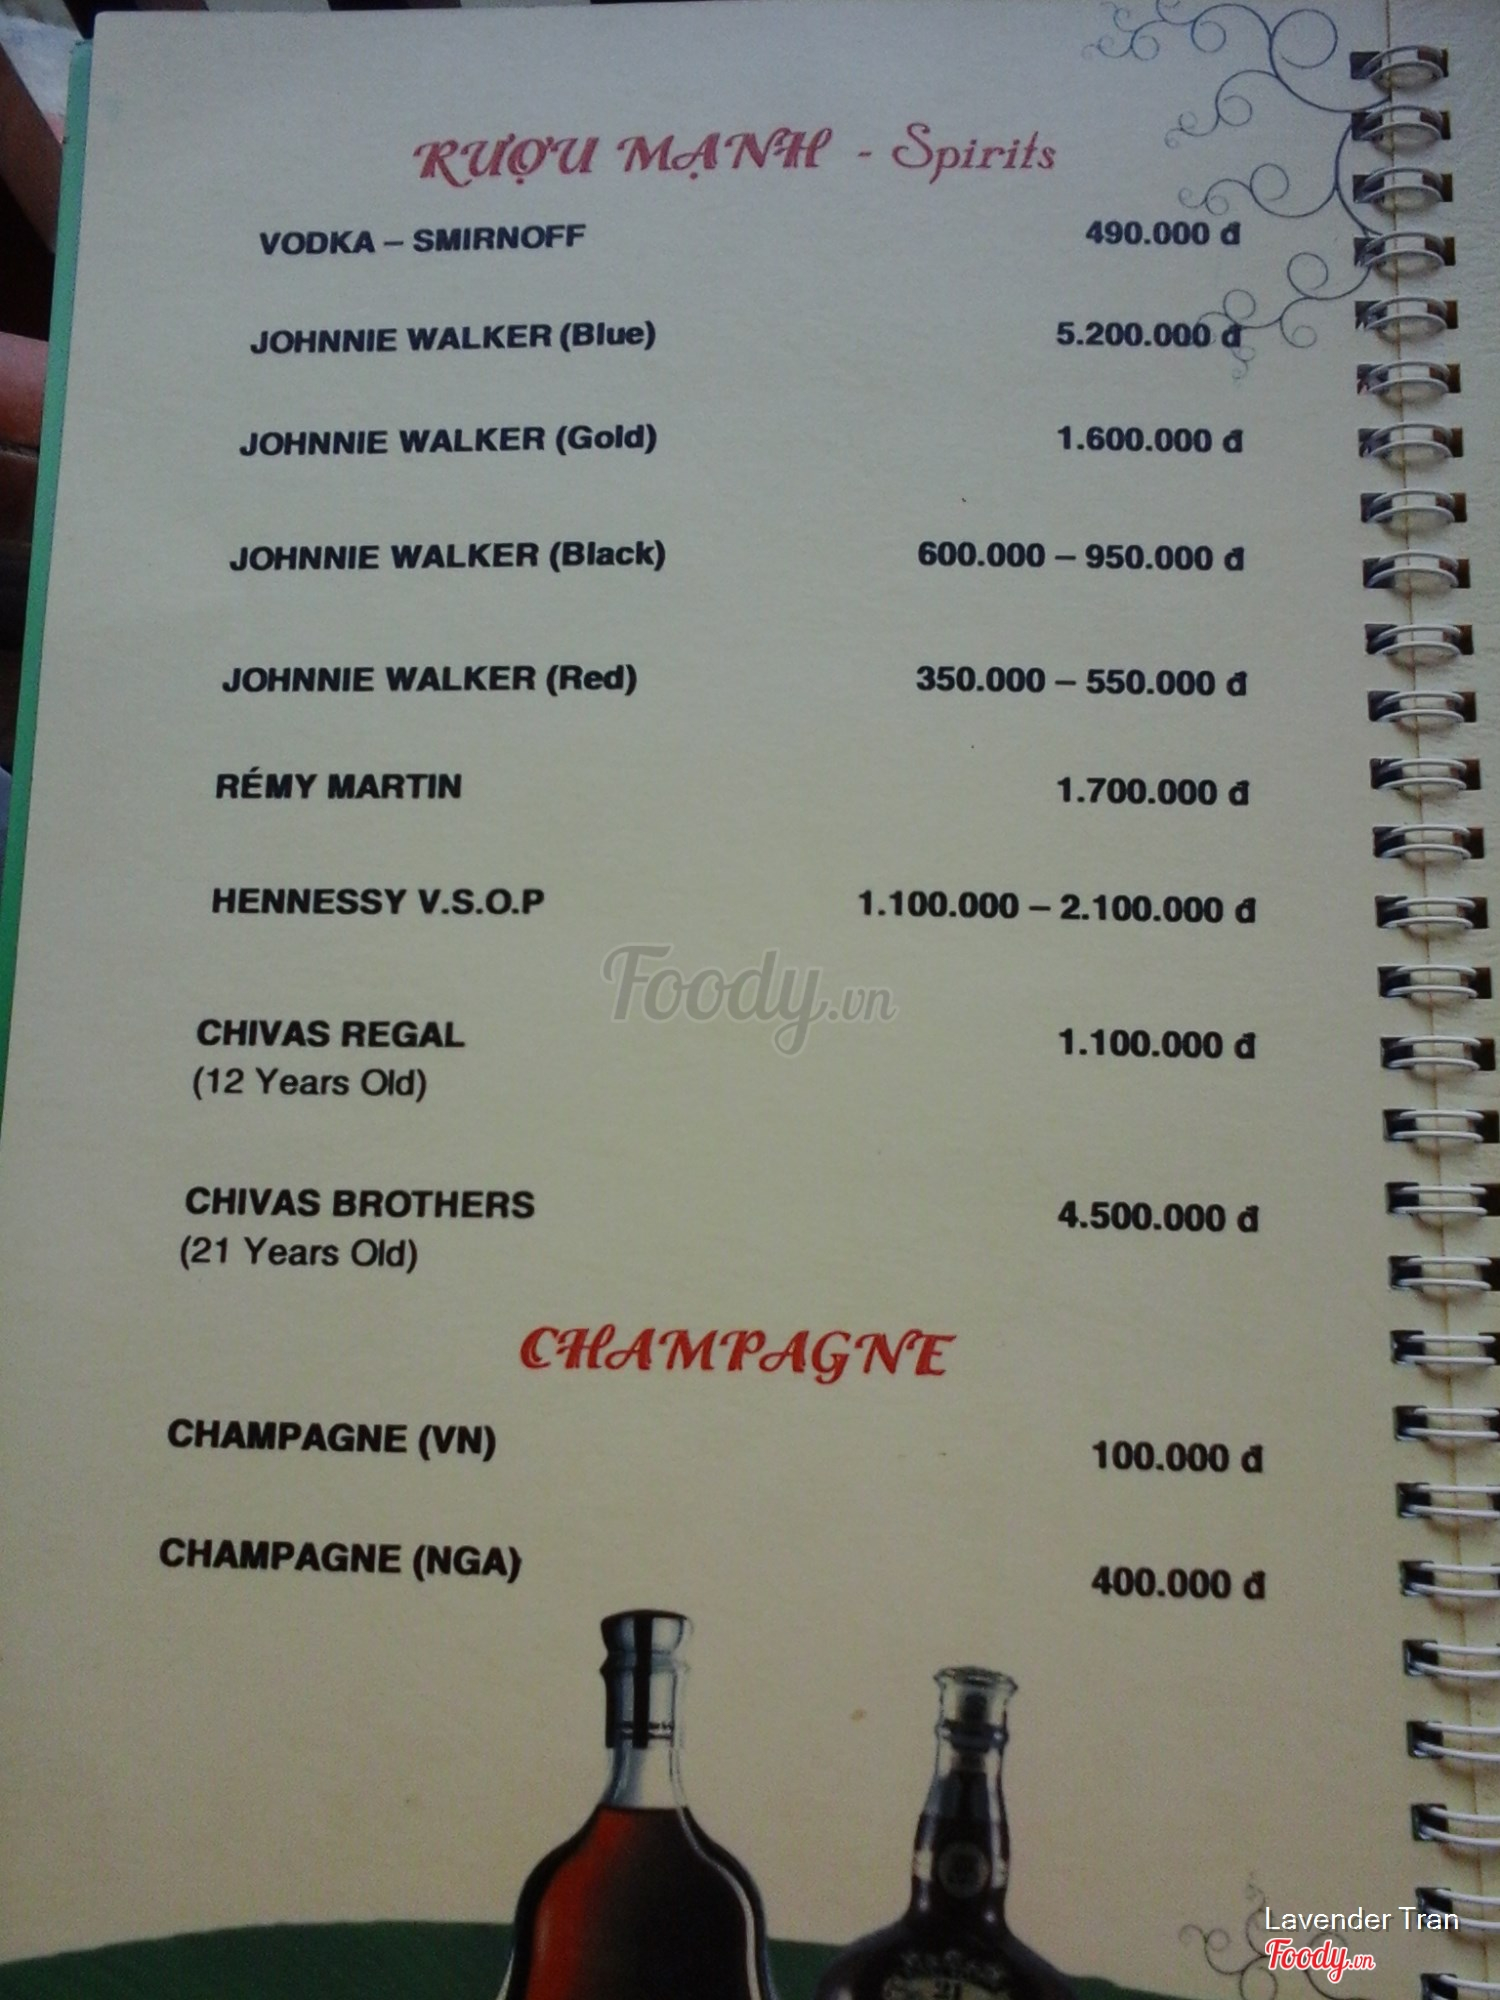 RƯỢU MẠNH - Spirits
VODKA – SMIRNOFF 490.000 đ
JOHNNIE WALKER (Blue) 5.200.000 đ
JOHNNIE WALKER (Gold) 1.600.000 đ
JOHNNIE WALKER (Black) 600.000 – 950.000 đ
JOHNNIE WALKER (Red) 350.000 – 550.000 đ
RÉMY MARTIN 1.700.000 đ
HENNESSY V.S.O.P 1.100.000 – 2.100.000 đ
Foody.vn
CHIVAS REGAL 1.100.000 đ
(12 Years Old)
CHIVAS BROTHERS 4.500.000 đ
(21 Years Old)
CHAMPAGNE
CHAMPAGNE (VN) 100.000 đ
CHAMPAGNE (NGA) 400.000 đ
Lavender Tran
Foody.vn